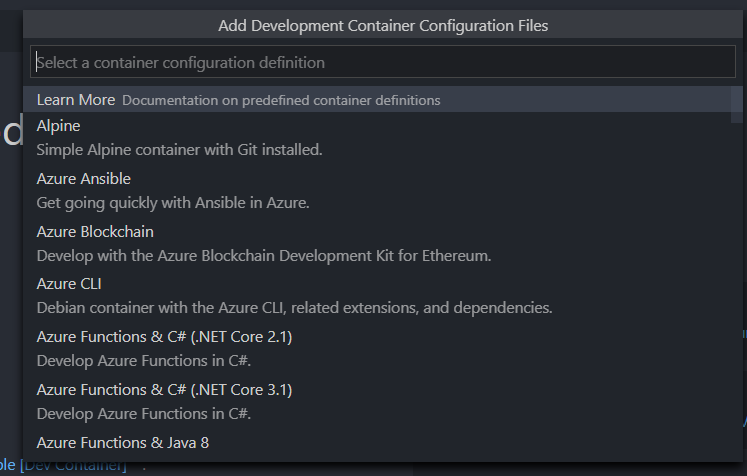 Add Development Container Configuration Files
Select a container configuration definition
Learn More Documentation on predefined container definitions
Alpine
Simple Alpine container with Git installed.
Azure Ansible
Get going quickly with Ansible in Azure.
Azure Blockchain
Develop with the Azure Blockchain Development Kit for Ethereum.
Azure CLI
Debian container with the Azure CLI, related extensions, and dependencies.
Azure Functions & C# (.NET Core 2.1)
Develop Azure Functions in C#.
Azure Functions & C# (.NET Core 3.1)
Develop Azure Functions in C#.
Azure Functions & Java 8
[Dev Container]